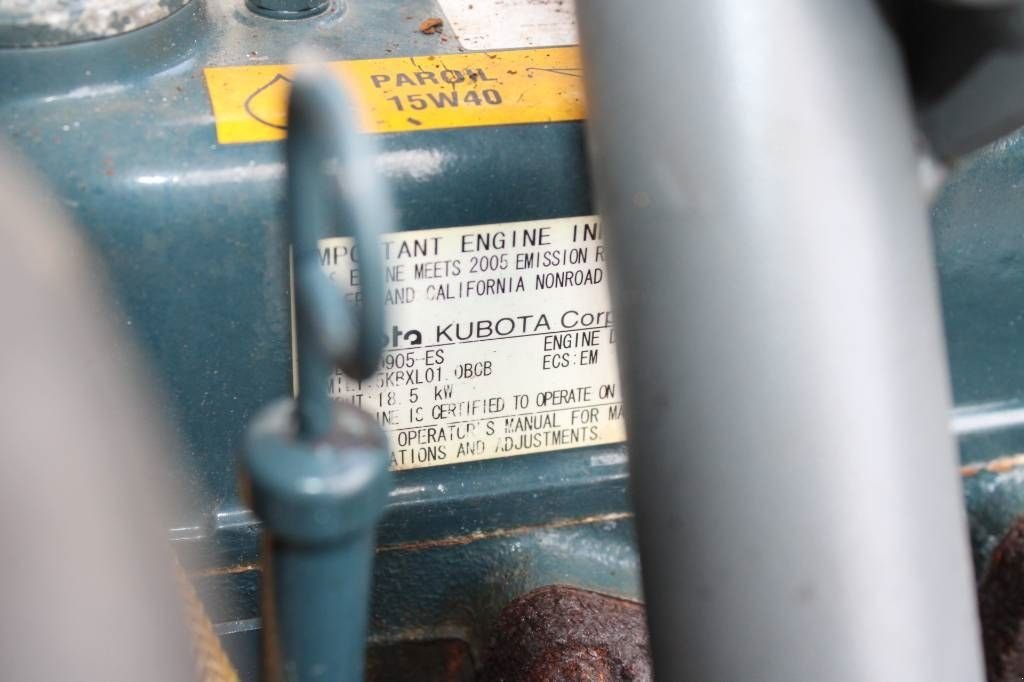 PAROIL
15W40
MPORTANT ENGINE IN
ENGINE MEETS 2005 EMISSION R
AND CALIFORNIA NONROAD
ota KUBOTA Corp
905-ES ENGINE D
5KBXL01.0BCB ECS:EM
18.5 kW
INE IS CERTIFIED TO OPERATE ON
OPERATOR'S MANUAL FOR MA
ATIONS AND ADJUSTMENTS.